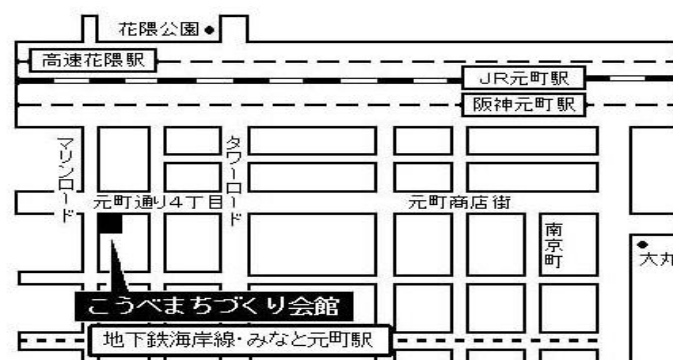 花隈公園
高速花隈駅
JR元町駅
阪神元町駅
マリンロード
タワーロード
元町通り4丁目
元町商店街
南京町
大丸
こうべまちづくり会館
地下鉄海岸線・みなと元町駅